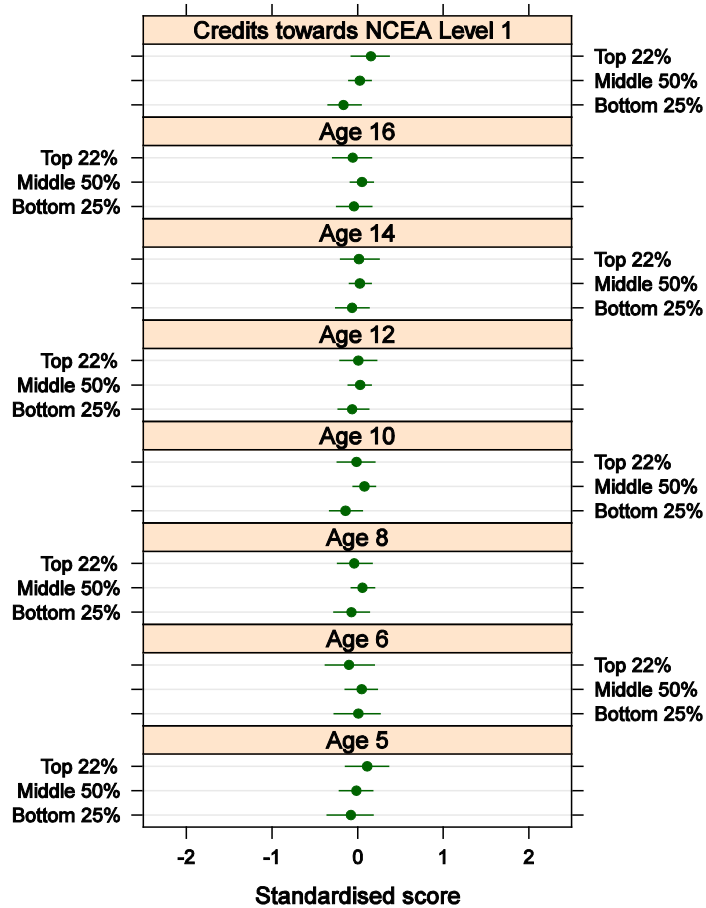 Credits towards NCEA Level 1
Top 22%
Middle 50%
Bottom 25%
Age 16
Top 22%
Middle 50%
Bottom 25%
Age 14
Top 22%
Middle 50%
Bottom 25%
Age 12
Top 22%
Middle 50%
Bottom 25%
Age 10
Top 22%
Middle 50%
Bottom 25%
Age 8
Top 22%
Middle 50%
Bottom 25%
Age 6
Top 22%
Middle 50%
Bottom 25%
Age 5
Top 22%
Middle 50%
Bottom 25%
-2 -1 0 1 2
Standardised score